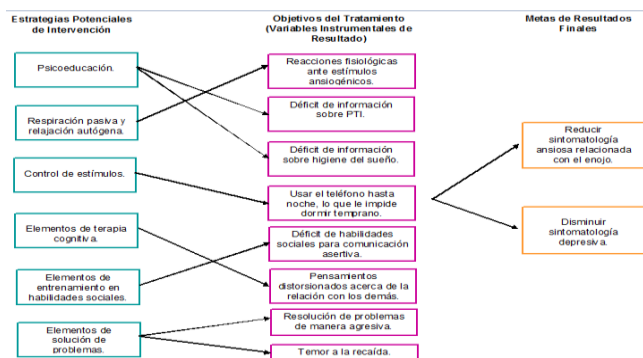 Estrategias Potenciales
de Intervención
Objetivos del Tratamiento
(Variables Instrumentales de
Resultado)
Metas de Resultados
Finales
Psicoeducación.
Respiración pasiva y
relajación autógena.
Control de estímulos.
Elementos de terapia
cognitiva.
Elementos de
entrenamiento en
habilidades sociales.
Elementos de
solución de
problemas.
Reacciones fisiológicas
ante estímulos
ansiogénicos.
Déficit de información
sobre PTI.
Déficit de información
sobre higiene del sueño.
Usar el teléfono hasta
noche, lo que le impide
dormir temprano.
Déficit de habilidades
sociales para comunicación
asertiva.
Pensamientos
distorsionados acerca de la
relación con los demás.
Resolución de problemas
de manera agresiva.
Temor a la recaída.
Reducir
sintomatología
ansiosa relacionada
con el enojo.
Disminuir
sintomatología
depresiva.